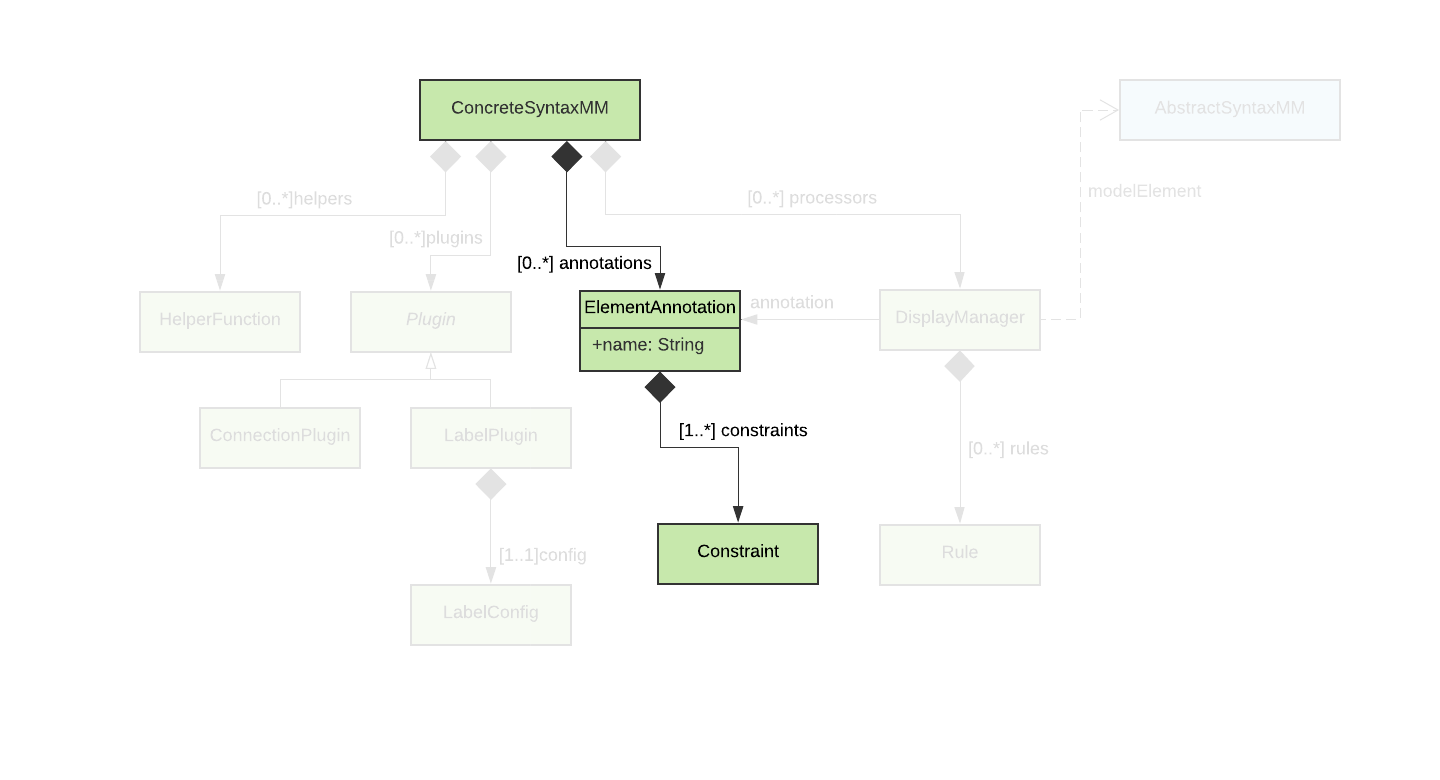 ConcreteSyntaxMM
AbstractSyntaxMM
modelElement
[0..*]helpers
[0..*] processors
[0..*]plugins
[0..*] annotations
HelperFunction
Plugin
ElementAnnotation
+name: String
annotation
DisplayManager
ConnectionPlugin
LabelPlugin
[1..*] constraints
[0..*] rules
[1..1]config
Constraint
Rule
LabelConfig